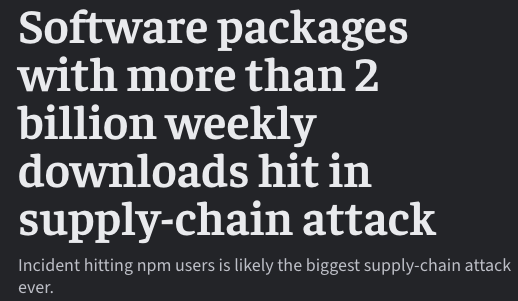 Software packages
with more than 2
billion weekly
downloads hit in
supply-chain attack
Incident hitting npm users is likely the biggest supply-chain attack
ever.